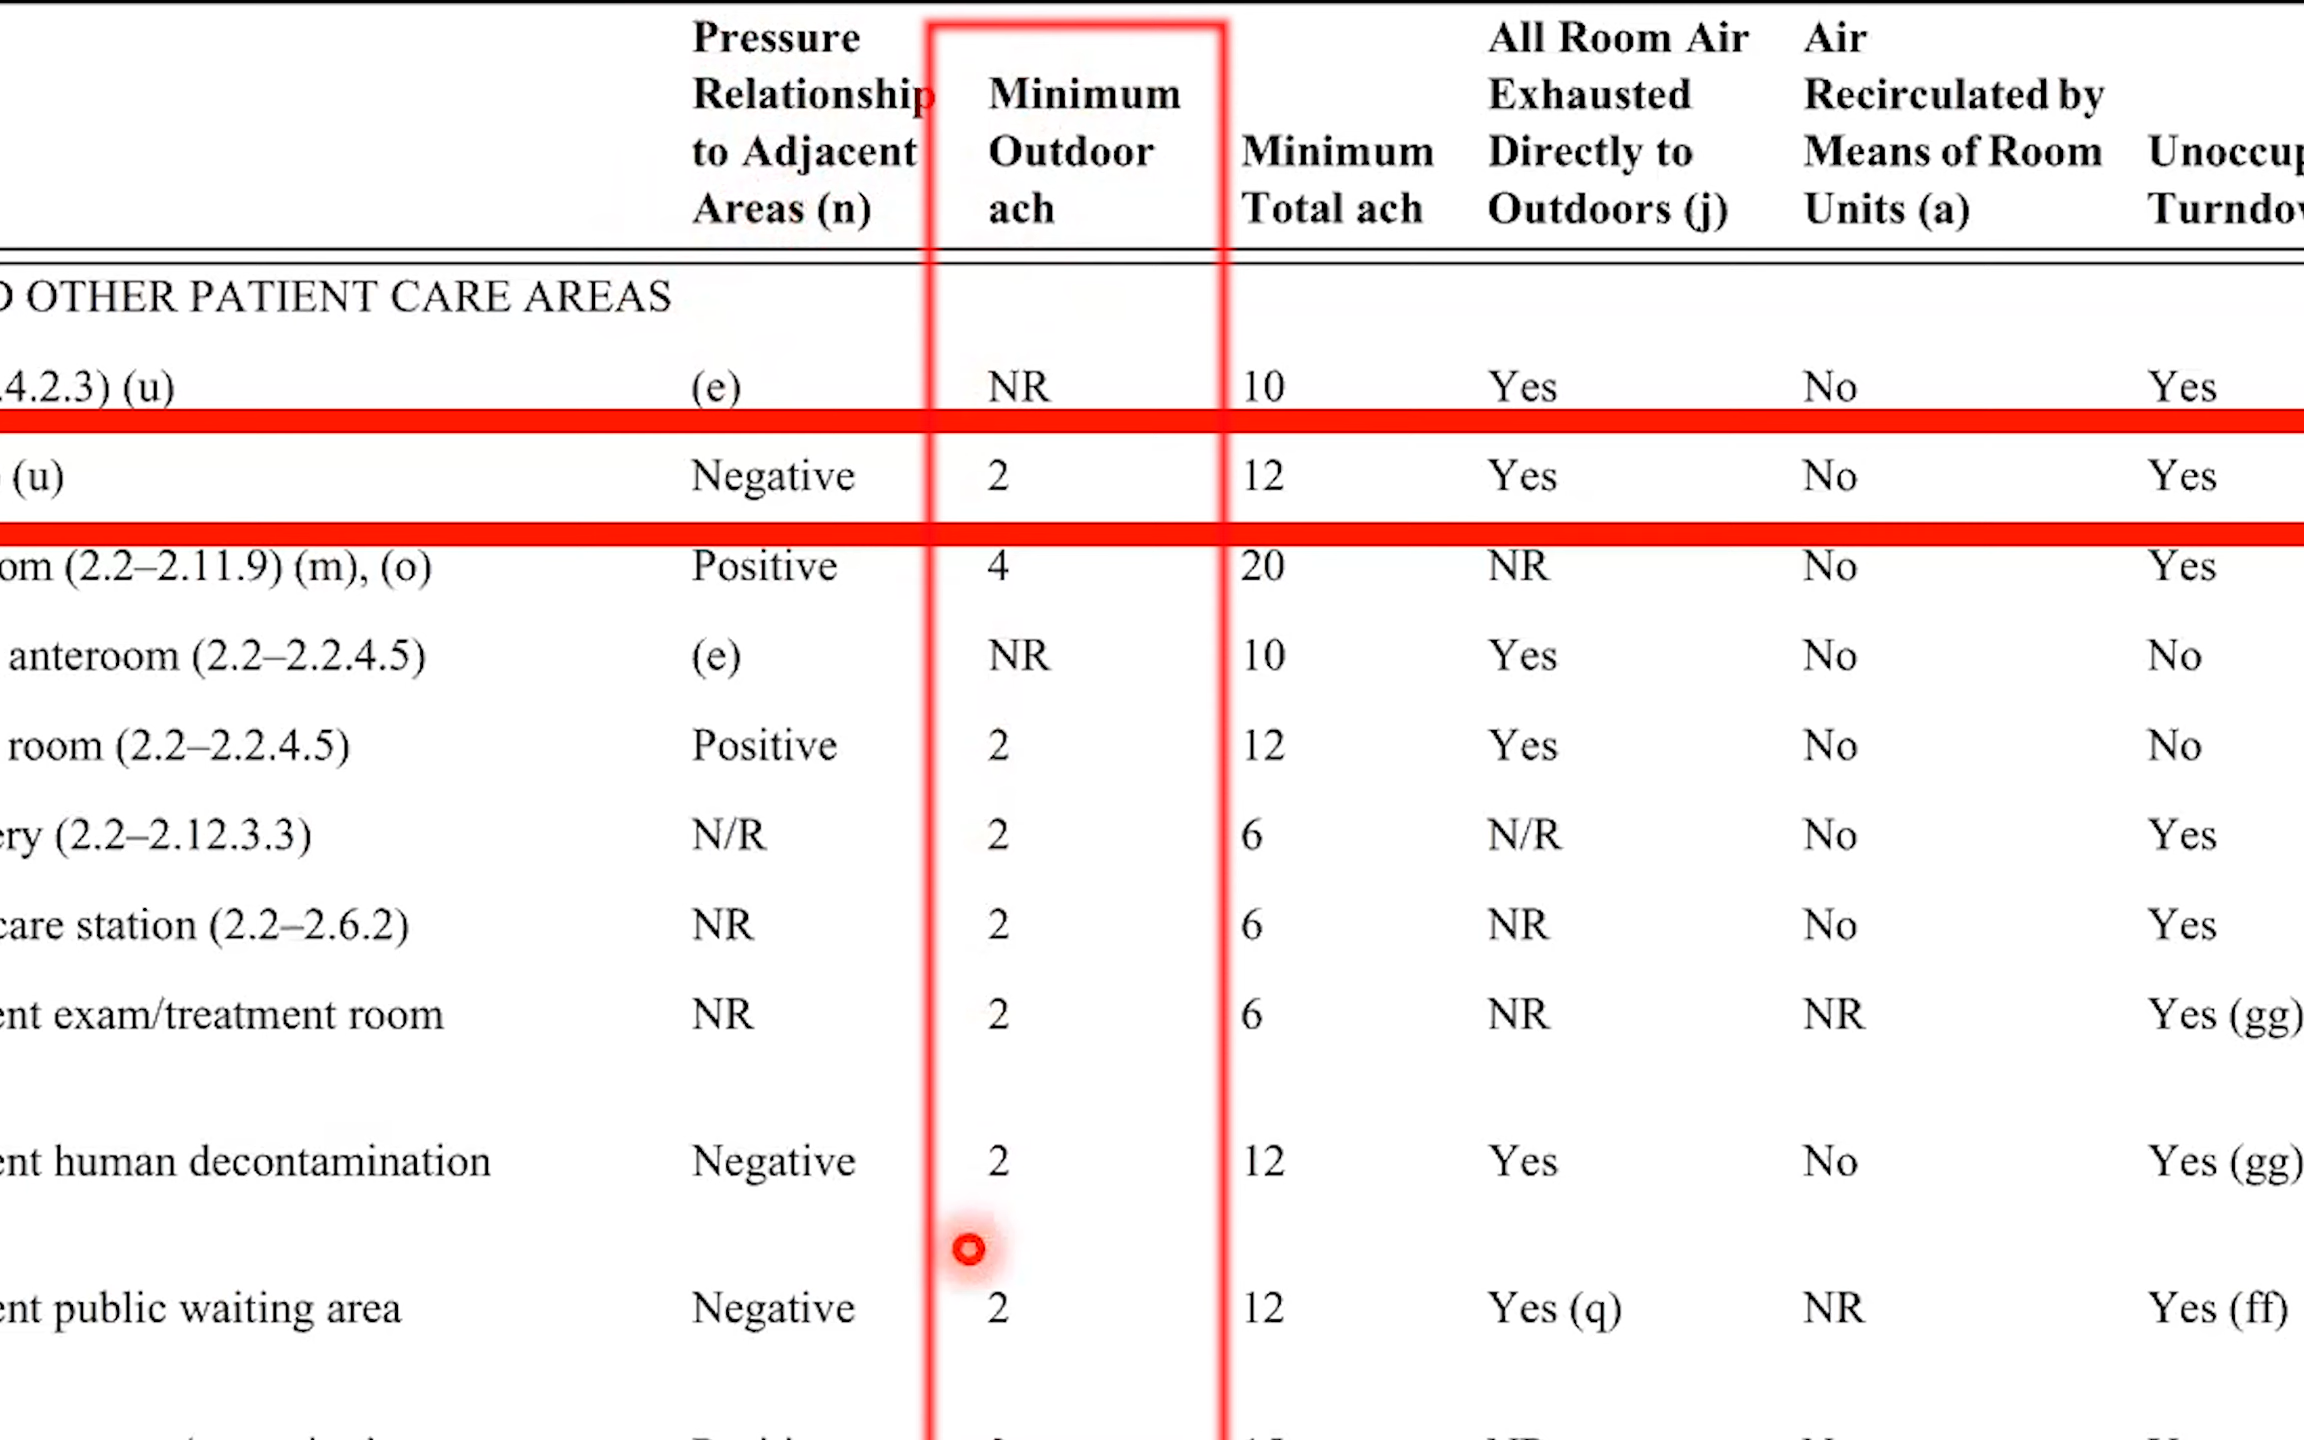 Pressure Relationship to Adjacent Areas (n) Minimum Outdoor ach Minimum Total ach All Room Air Exhausted Directly to Outdoors (j) Air Recirculated by Means of Room Units (a)
OTHER PATIENT CARE AREAS
.4.2.3) (u) (e) NR 10 Yes No Yes
(u) Negative 2 12 Yes No Yes
om (2.2–2.11.9) (m), (o) Positive 4 20 NR No Yes
anteroom (2.2–2.2.4.5) (e) NR 10 Yes No No
room (2.2–2.2.4.5) Positive 2 12 Yes No No
ery (2.2–2.12.3.3) N/R 2 6 N/R No Yes
care station (2.2–2.6.2) NR 2 6 NR No Yes
ent exam/treatment room NR 2 6 NR NR Yes (gg)
ent human decontamination Negative 2 12 Yes No Yes (gg)
ent public waiting area Negative 2 12 Yes (q) NR Yes (ff)